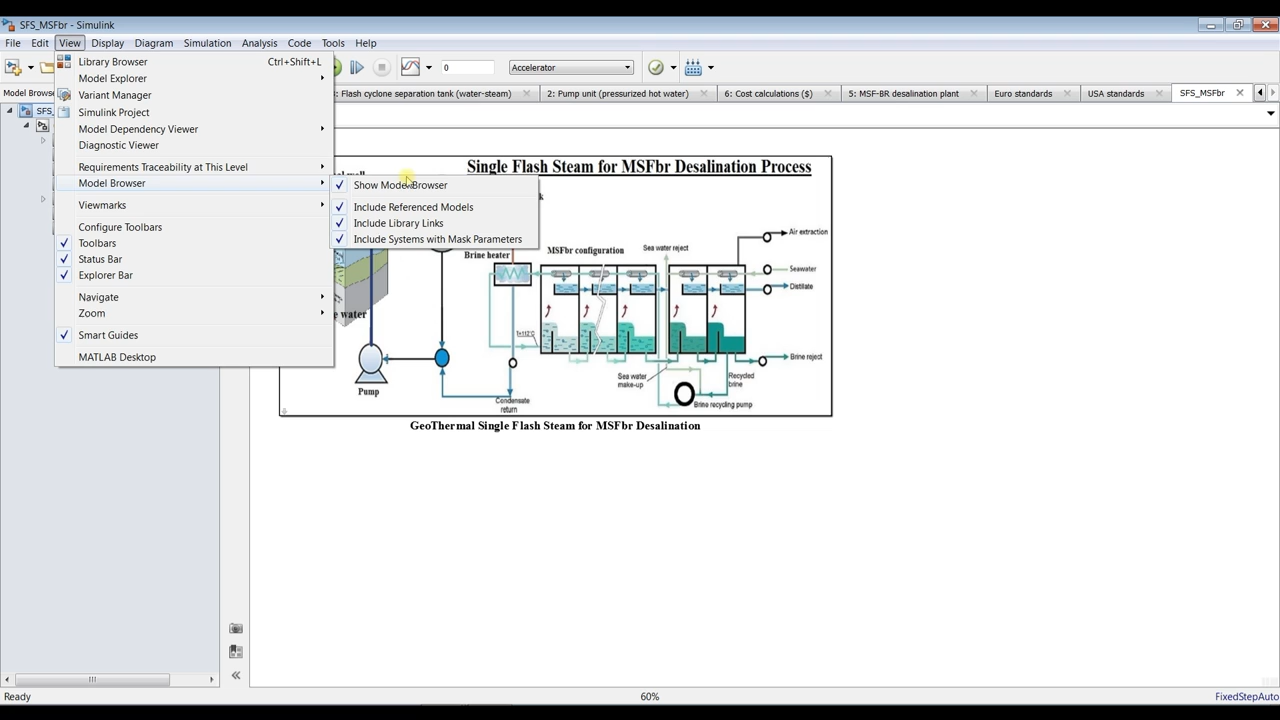 SFS_MSFbr - Simulink
File Edit View Display Diagram Simulation Analysis Code Tools Help
0 Accelerator
Model Browse
Flash cyclone separation tank (water-steam) 2: Pump unit (pressurized hot water) 6: Cost calculations ($) 5: MSF-BR desalination plant Euro standards USA standards SFS_MSFbr
SFS_
Library Browser Ctrl+Shift+L
Model Explorer
Variant Manager
Simulink Project
Model Dependency Viewer
Diagnostic Viewer
Requirements Traceability at This Level
Model Browser
Viewmarks
Configure Toolbars
Toolbars
Status Bar
Explorer Bar
Navigate
Zoom
Smart Guides
MATLAB Desktop
Show Model Browser
Include Referenced Models
Include Library Links
Include Systems with Mask Parameters
Single Flash Steam for MSFbr Desalination Process
Air extraction
Sea water reject
MSFbr configuration
Brine heater
Seawater
Distilate
water
Brine reject
Sea water
make-up
Recycled
brine
Pump
Condensate
return
Brine recycling pump
GeoThermal Single Flash Steam for MSFbr Desalination
Ready 60% FixedStepAuto